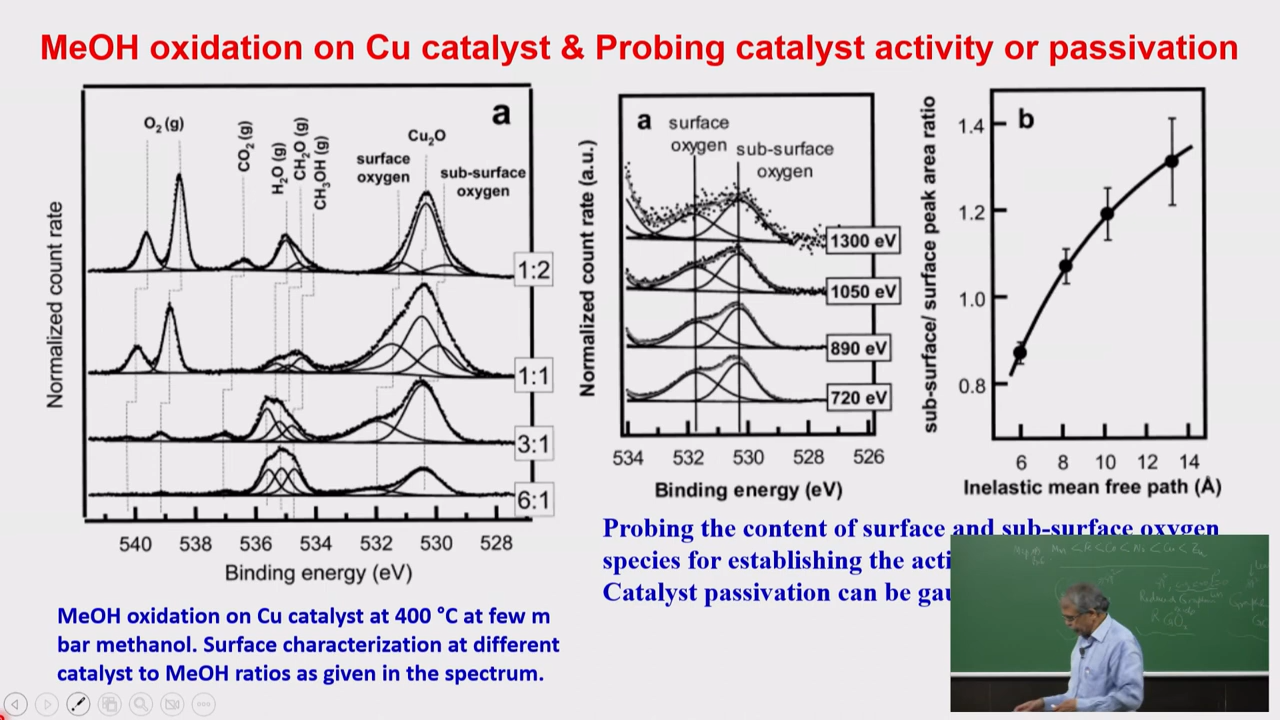 MeOH oxidation on Cu catalyst & Probing catalyst activity or passivation
a
O₂ (g)
CO₂ (g)
H₂O (g)
CH₂O (g)
CH₃OH (g)
surface
oxygen
Cu₂O
sub-surface
oxygen
1:2
1:1
3:1
6:1
Normalized count rate
Normalized count rate
540 538 536 534 532 530 528
Binding energy (eV)
MeOH oxidation on Cu catalyst at 400 °C at few m
bar methanol. Surface characterization at different
catalyst to MeOH ratios as given in the spectrum.
a
surface
oxygen
sub-surface
oxygen
1300 eV
1050 eV
890 eV
720 eV
Normalized count rate (a.u.)
534 532 530 528 526
Binding energy (eV)
b
sub-surface/ surface peak area ratio
1.4
1.2
1.0
0.8
6 8 10 12 14
Inelastic mean free path (Å)
Probing the content of surface and sub-surface oxygen
species for establishing the acti
Catalyst passivation can be gau